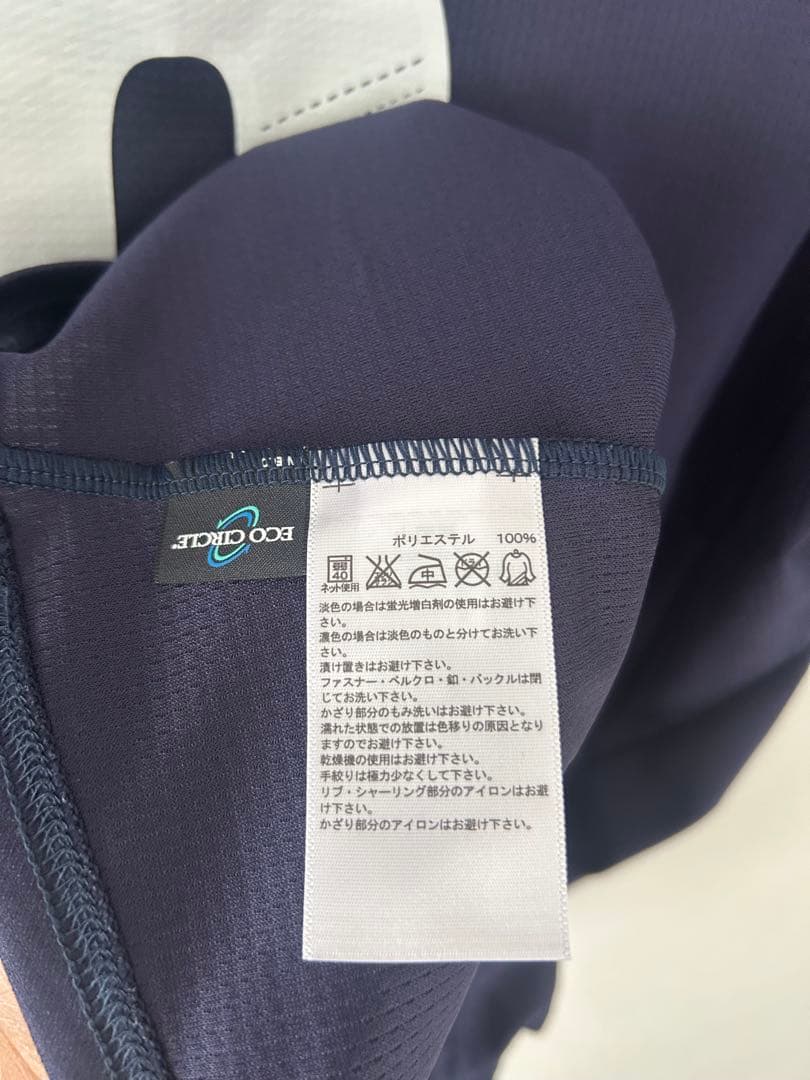 ECO CIRCLE®
ポリエステル 100%
40
ネット使用
中
淡色の場合は蛍光増白剤の使用はお避け下
さい。
濃色の場合は淡色のものと分けてお洗い下
さい。
漬け置きはお避け下さい。
ファスナー・ベルクロ・釦・バックルは閉
じてお洗い下さい。
かざり部分のもみ洗いはお避け下さい。
濡れた状態での放置は色移りの原因となり
ますのでお避け下さい。
乾燥機の使用はお避け下さい。
手絞りは極力少なくして下さい。
リブ・シャーリング部分のアイロンはお避
け下さい。
かざり部分のアイロンはお避け下さい。